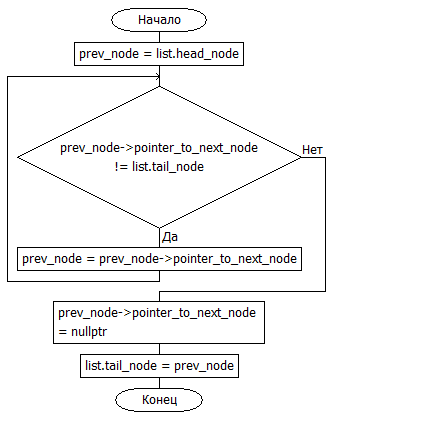 Начало
prev_node = list.head_node
prev_node->pointer_to_next_node
!= list.tail_node
Нет
Да
prev_node = prev_node->pointer_to_next_node
prev_node->pointer_to_next_node
= nullptr
list.tail_node = prev_node
Конец